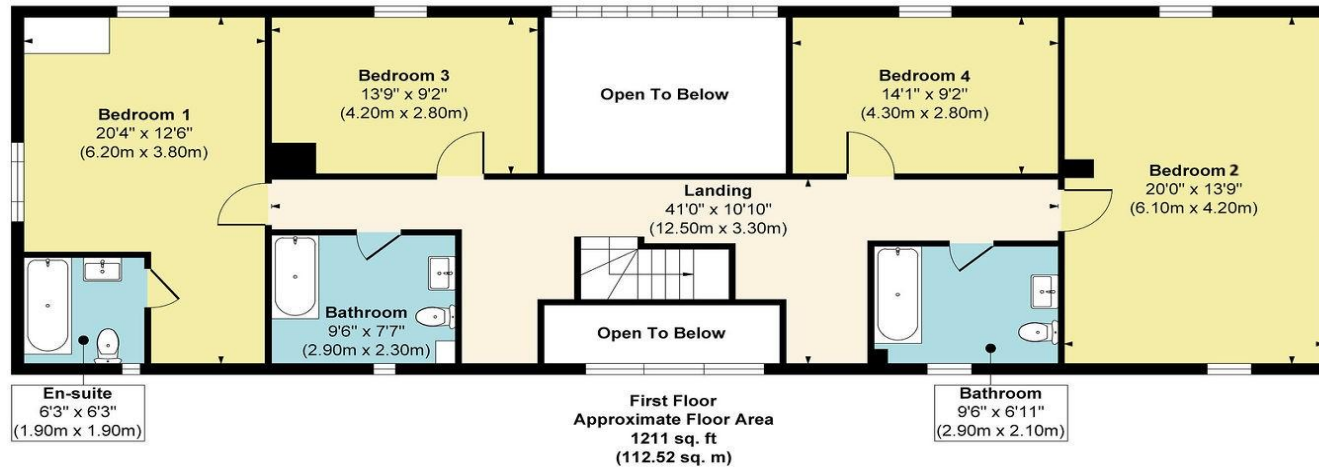 Bedroom 1
20'4" x 12'6"
(6.20m x 3.80m)
Bedroom 3
13'9" x 9'2"
(4.20m x 2.80m)
Open To Below
Bedroom 4
14'1" x 9'2"
(4.30m x 2.80m)
Bedroom 2
20'0" x 13'9"
(6.10m x 4.20m)
Landing
41'0" x 10'10"
(12.50m x 3.30m)
Bathroom
9'6" x 7'7"
(2.90m x 2.30m)
Open To Below
En-suite
6'3" x 6'3"
(1.90m x 1.90m)
Bathroom
9'6" x 6'11"
(2.90m x 2.10m)
First Floor
Approximate Floor Area
1211 sq. ft
(112.52 sq. m)